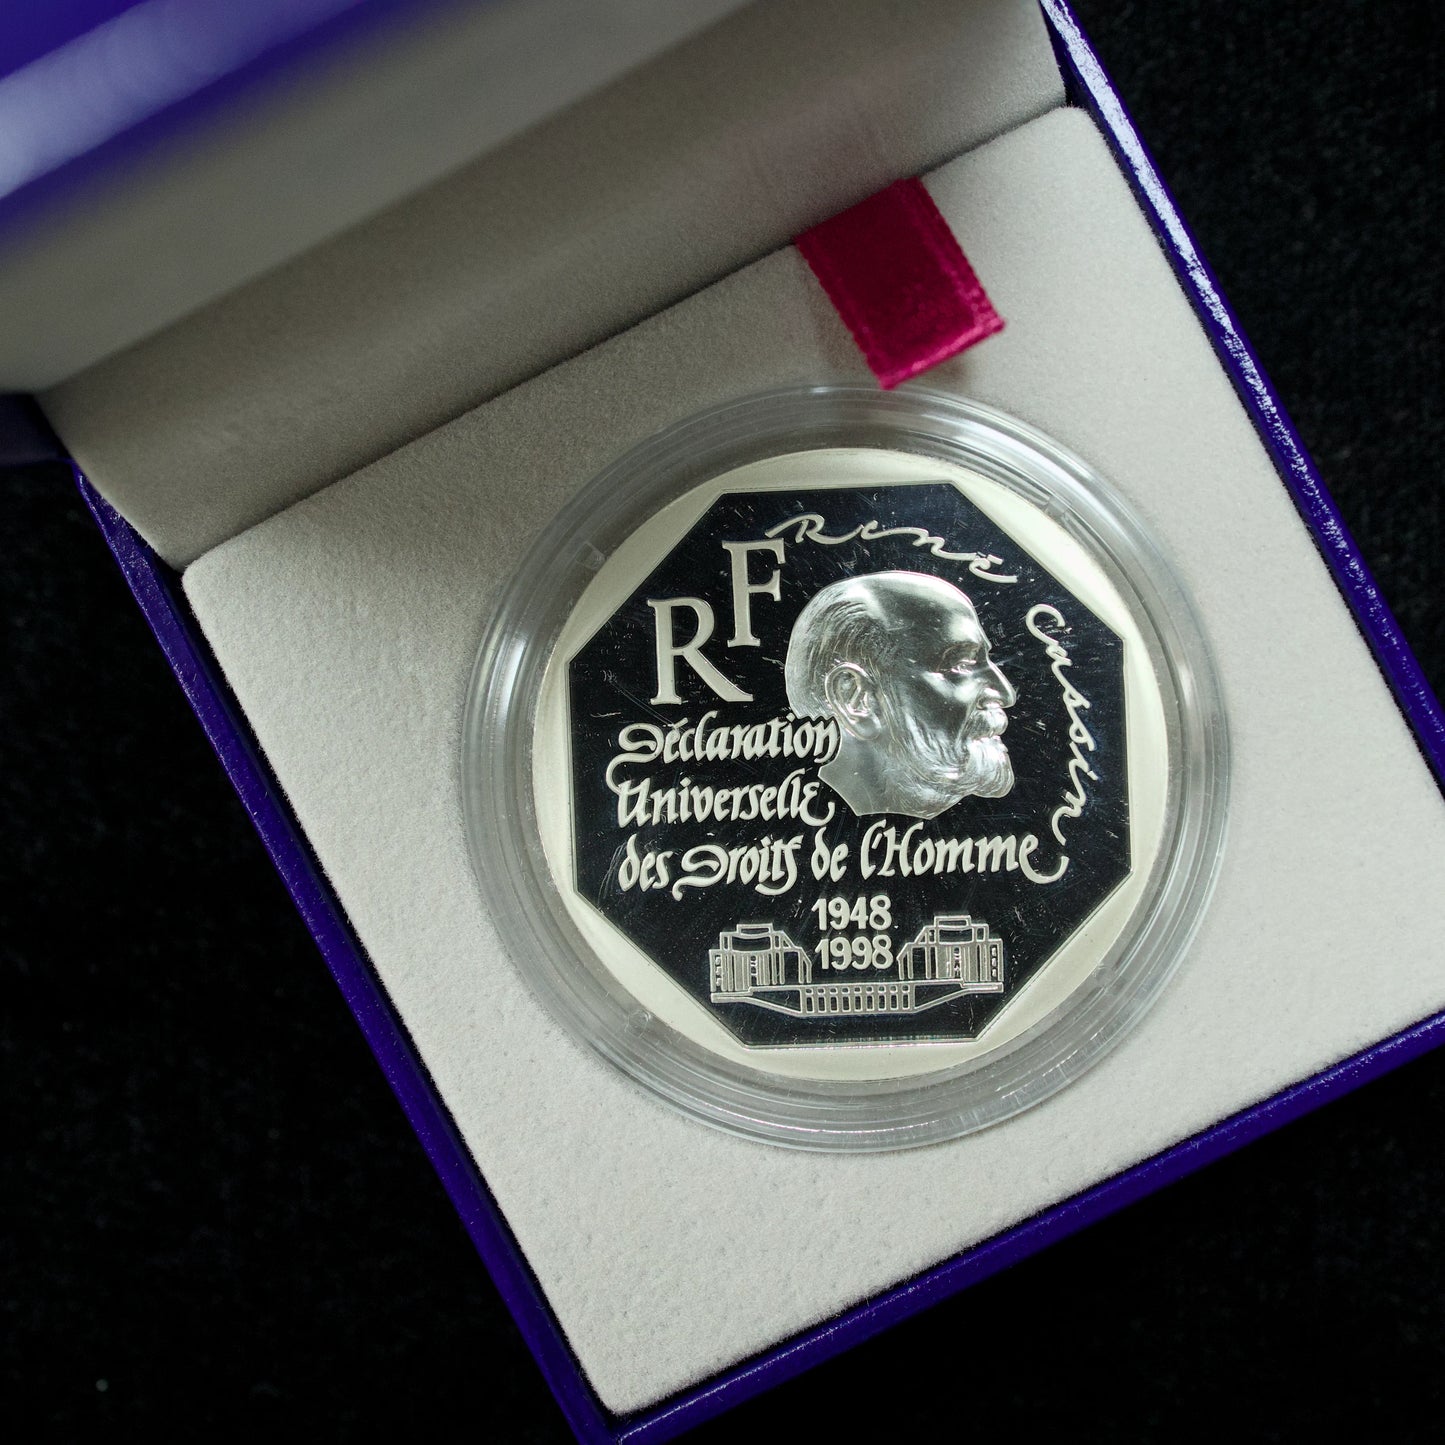 RF
René Cassin
Déclaration
Universelle
des Droits de l'Homme
1948
1998